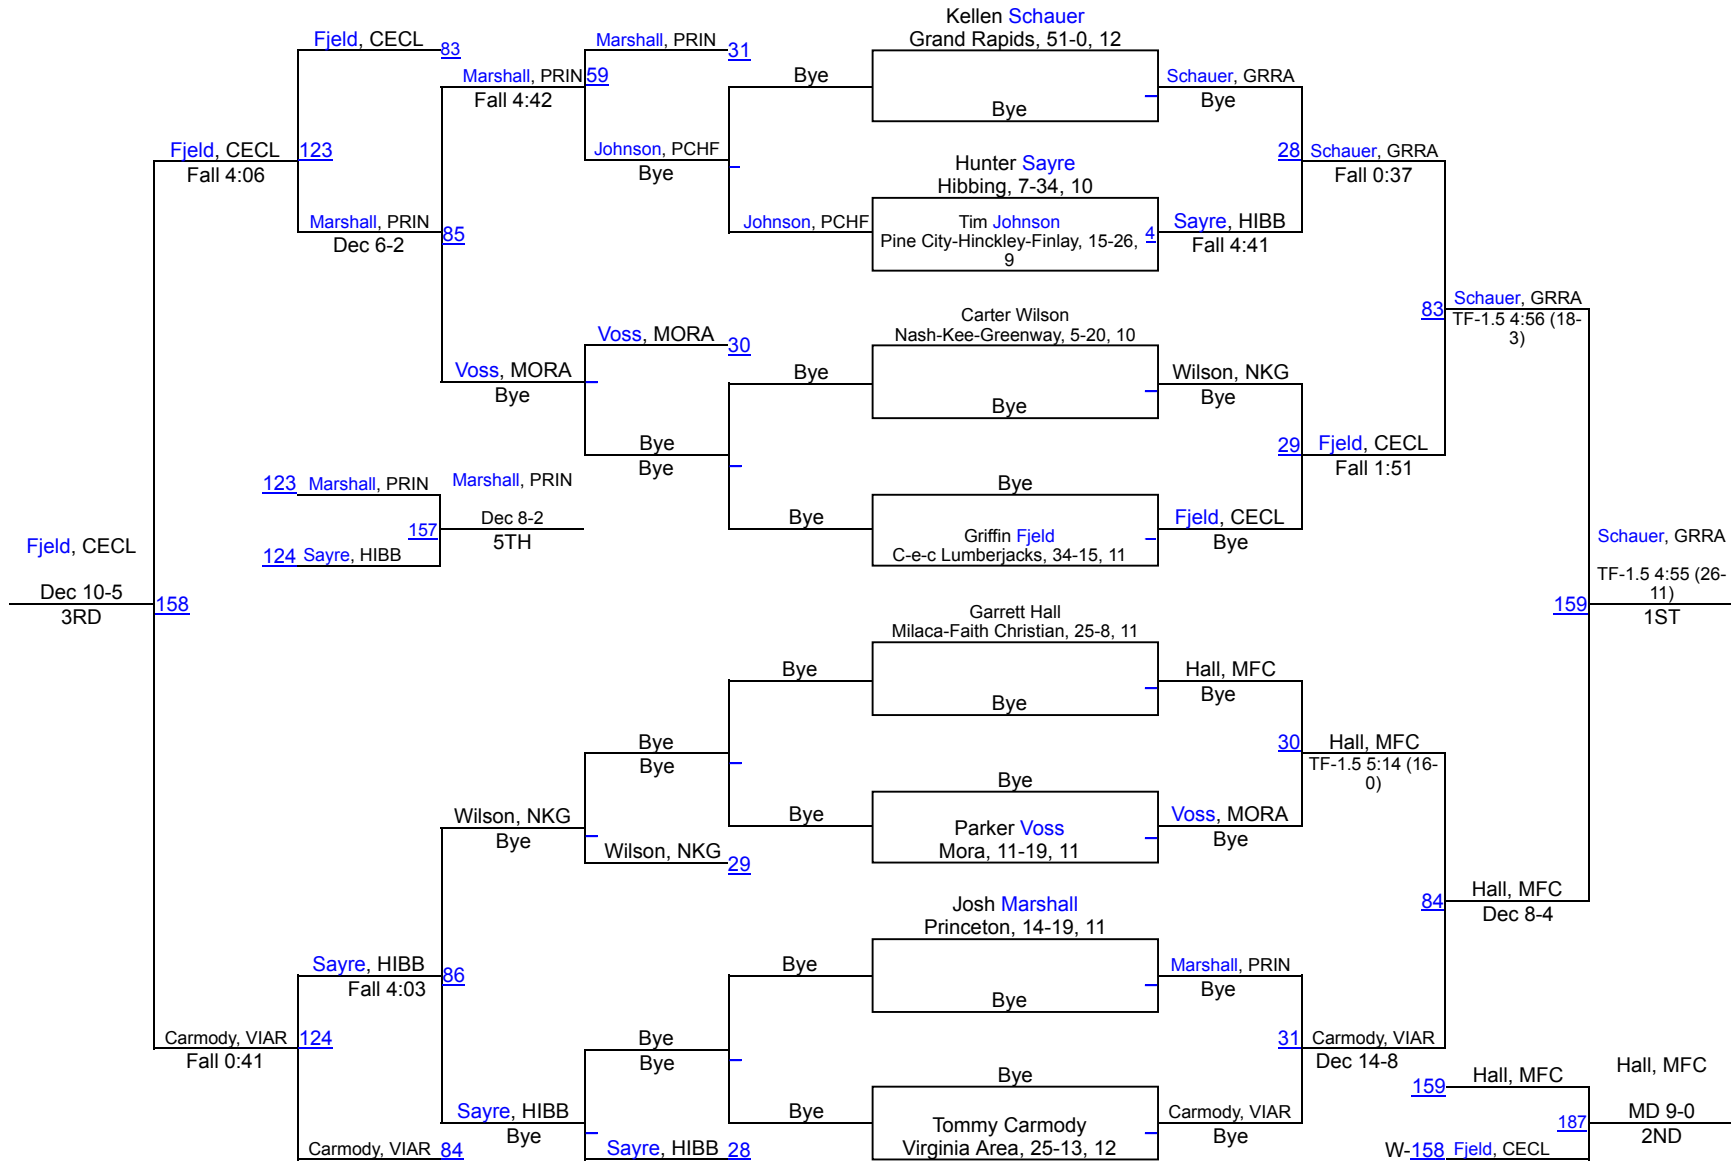 Kellen Schauer
Grand Rapids, 51-0, 12
Fjeld, CECL
83
Marshall, PRIN
31
Marshall, PRIN
59
Fall 4:42
Bye
Bye
Schauer, GRRA
Bye
Fjeld, CECL
123
Fall 4:06
Johnson, PCHF
Bye
Hunter Sayre
Hibbing, 7-34, 10
28
Schauer, GRRA
Fall 0:37
Marshall, PRIN
85
Dec 6-2
Johnson, PCHF
Tim Johnson
Pine City-Hinckley-Finlay, 15-26,
9
4
Sayre, HIBB
Fall 4:41
Carter Wilson
Nash-Kee-Greenway, 5-20, 10
83
Schauer, GRRA
TF-1.5 4:56 (18-
3)
Voss, MORA
30
Voss, MORA
Bye
Bye
Bye
Wilson, NKG
Bye
Bye
Bye
29
Fjeld, CECL
Fall 1:51
123
Marshall, PRIN
Marshall, PRIN
157
Dec 8-2
5TH
124
Sayre, HIBB
Bye
Bye
Griffin Fjeld
C-e-c Lumberjacks, 34-15, 11
Fjeld, CECL
Bye
Fjeld, CECL
Dec 10-5
3RD
158
Schauer, GRRA
TF-1.5 4:55 (26-
11)
159
1ST
Garrett Hall
Milaca-Faith Christian, 25-8, 11
Bye
Bye
Hall, MFC
Bye
Bye
Bye
30
Hall, MFC
TF-1.5 5:14 (16-
0)
Wilson, NKG
Bye
Bye
Bye
Parker Voss
Mora, 11-19, 11
Voss, MORA
Bye
Wilson, NKG
29
Josh Marshall
Princeton, 14-19, 11
84
Hall, MFC
Dec 8-4
Sayre, HIBB
86
Fall 4:03
Bye
Bye
Marshall, PRIN
Bye
Carmody, VIAR
124
Fall 0:41
Bye
Bye
31
Carmody, VIAR
Dec 14-8
Sayre, HIBB
Bye
Bye
Bye
Tommy Carmody
Virginia Area, 25-13, 12
Carmody, VIAR
Bye
159
Hall, MFC
Hall, MFC
187
MD 9-0
2ND
Carmody, VIAR
84
Sayre, HIBB
28
W-158
Fjeld, CECL